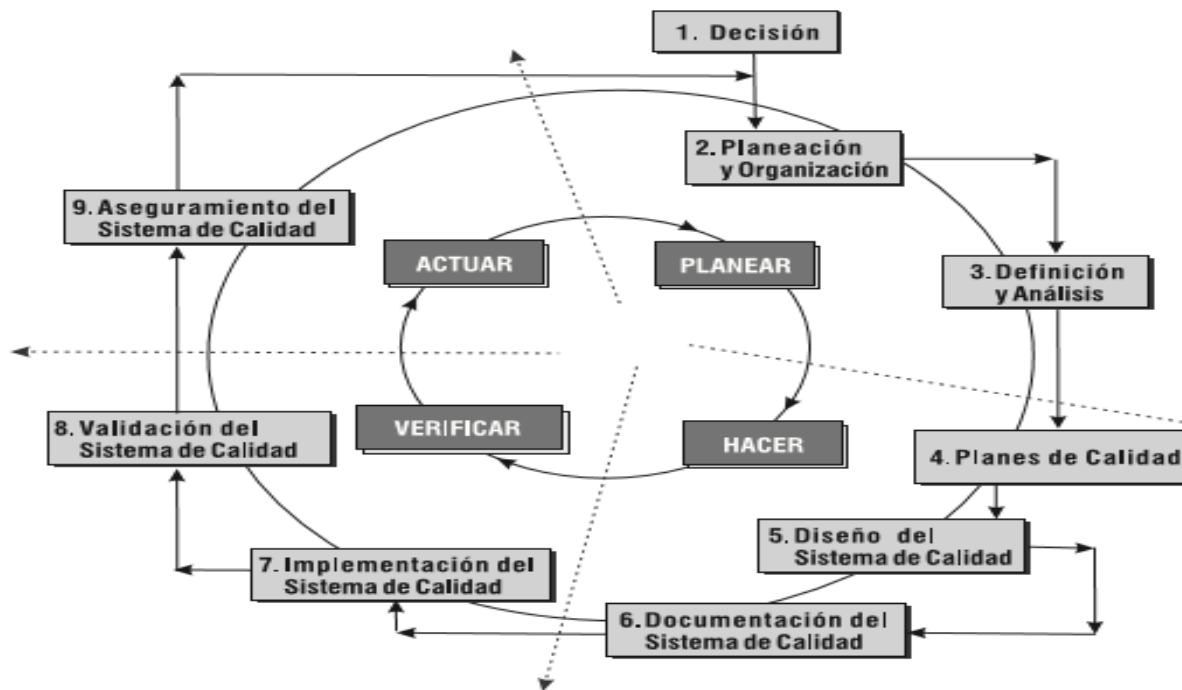 1. Decisión
2. Planeación
y Organización
3. Definición
y Análisis
4. Planes de Calidad
5. Diseño del
Sistema de Calidad
6. Documentación del
Sistema de Calidad
7. Implementación del
Sistema de Calidad
8. Validación del
Sistema de Calidad
9. Aseguramiento del
Sistema de Calidad
ACTUAR
PLANEAR
VERIFICAR
HACER